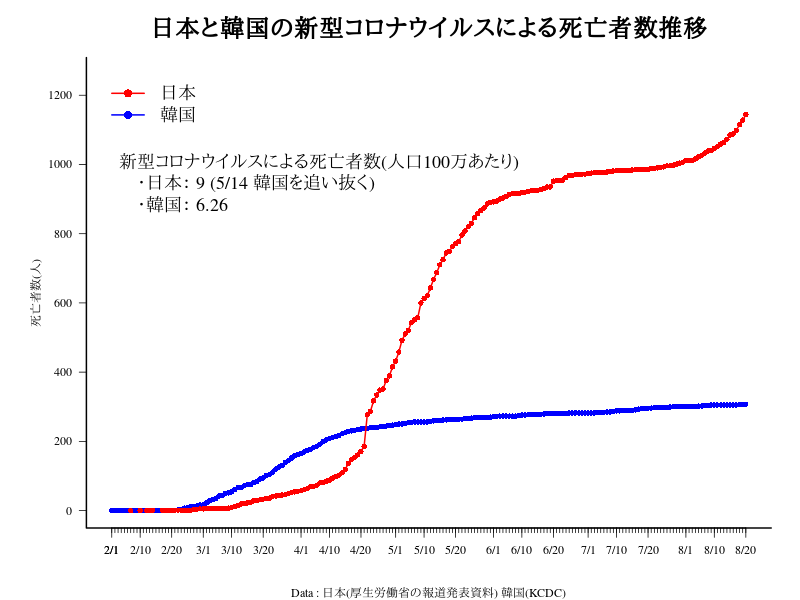 日本と韓国の新型コロナウイルスによる死亡者数推移
日本
韓国
新型コロナウイルスによる死亡者数(人口100万あたり)
・日本: 9 (5/14 韓国を追い抜く)
・韓国: 6.26
死亡者数(人)
1200
1000
800
600
400
200
0
2/1 2/10 2/20 3/1 3/10 3/20 4/1 4/10 4/20 5/1 5/10 5/20 6/1 6/10 6/20 7/1 7/10 7/20 8/1 8/10 8/20
Data : 日本(厚生労働省の報道発表資料) 韓国(KCDC)